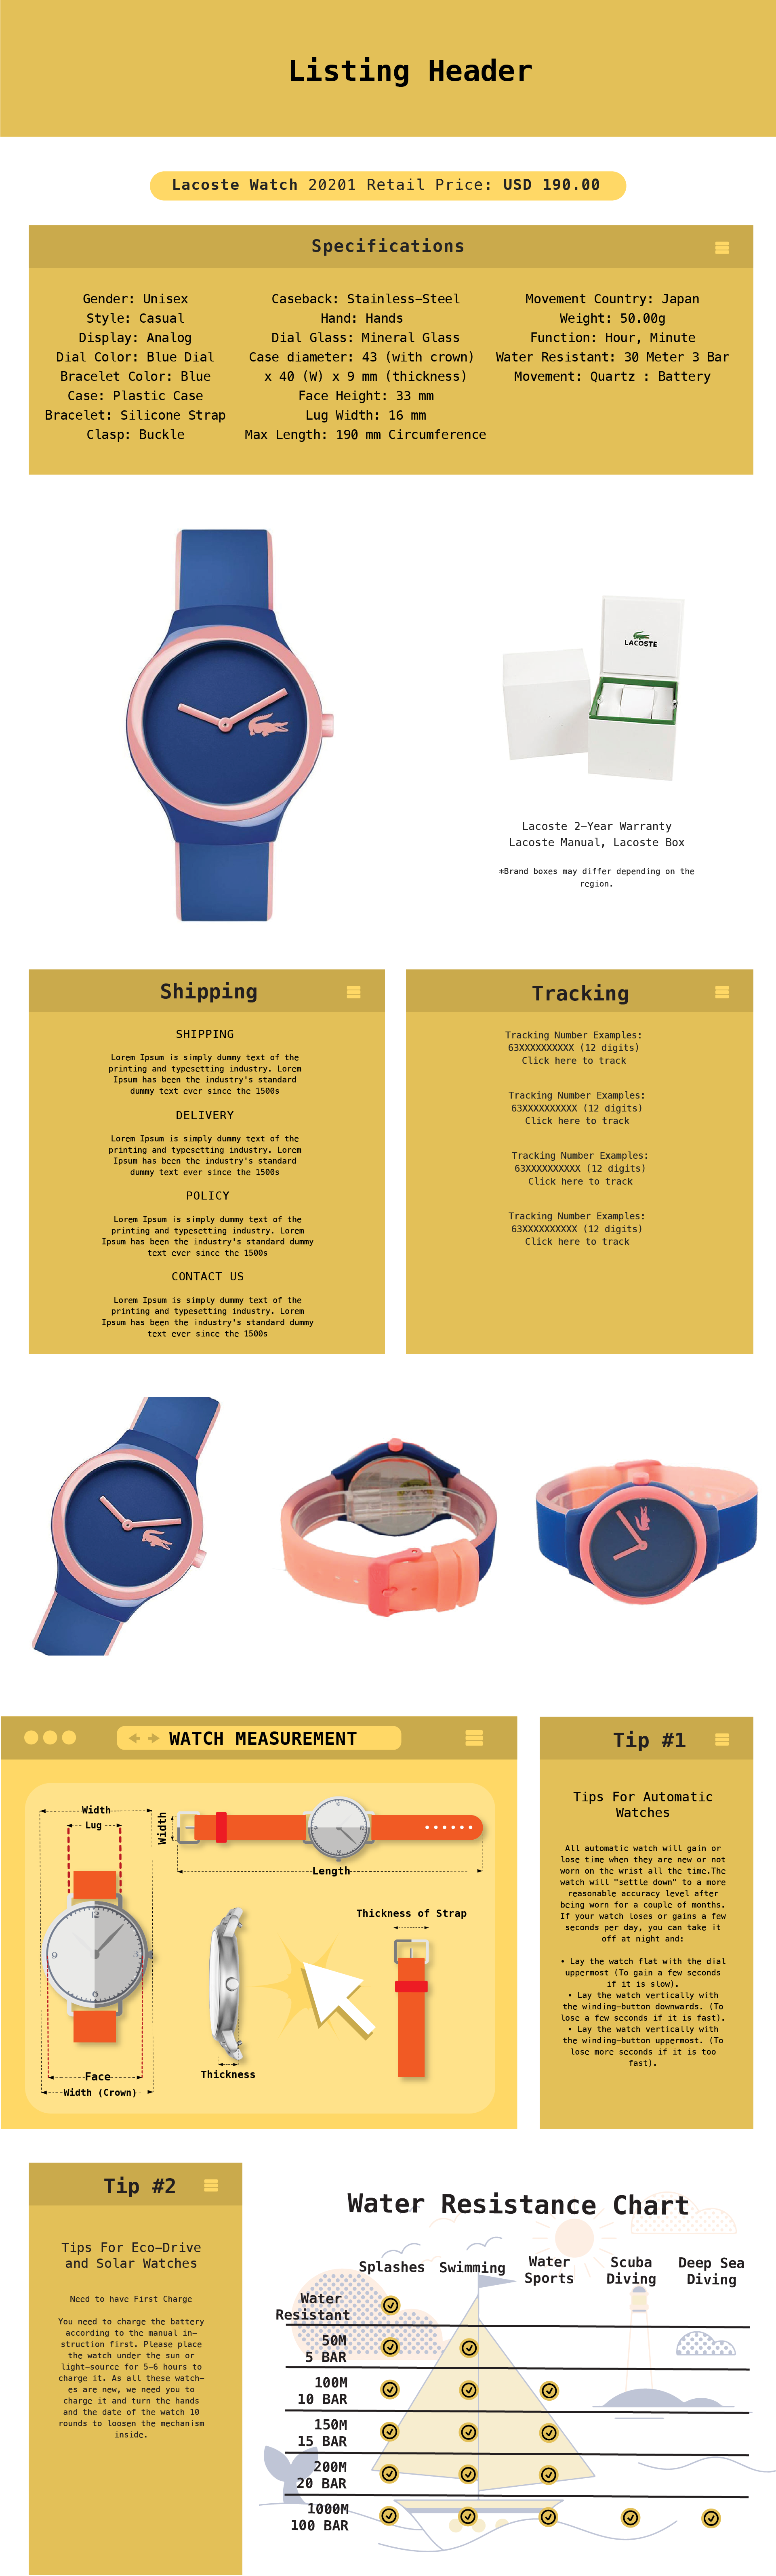 Listing Header
Lacoste Watch 20201 Retail Price: USD 190.00
Specifications
Gender: Unisex
Style: Casual
Display: Analog
Dial Color: Blue Dial
Bracelet Color: Blue
Case: Plastic Case
Bracelet: Silicone Strap
Clasp: Buckle
Caseback: Stainless-Steel
Hand: Hands
Dial Glass: Mineral Glass
Case diameter: 43 (with crown)
x 40 (W) x 9 mm (thickness)
Face Height: 33 mm
Lug Width: 16 mm
Max Length: 190 mm Circumference
Movement Country: Japan
Weight: 50.00g
Function: Hour, Minute
Water Resistant: 30 Meter 3 Bar
Movement: Quartz : Battery
LACOSTE
Lacoste 2-Year Warranty
Lacoste Manual, Lacoste Box
*Brand boxes may differ depending on the
region.
Shipping
SHIPPING
Lorem Ipsum is simply dummy text of the
printing and typesetting industry. Lorem
Ipsum has been the industry's standard
dummy text ever since the 1500s
DELIVERY
Lorem Ipsum is simply dummy text of the
printing and typesetting industry. Lorem
Ipsum has been the industry's standard
dummy text ever since the 1500s
POLICY
Lorem Ipsum is simply dummy text of the
printing and typesetting industry. Lorem
Ipsum has been the industry's standard dummy
text ever since the 1500s
CONTACT US
Lorem Ipsum is simply dummy text of the
printing and typesetting industry. Lorem
Ipsum has been the industry's standard dummy
text ever since the 1500s
Tracking
Tracking Number Examples:
63XXXXXXXXXX (12 digits)
Click here to track
Tracking Number Examples:
63XXXXXXXXXX (12 digits)
Click here to track
Tracking Number Examples:
63XXXXXXXXXX (12 digits)
Click here to track
Tracking Number Examples:
63XXXXXXXXXX (12 digits)
Click here to track
WATCH MEASUREMENT
Width
Lug
Width
Length
Thickness of Strap
12
3
6
9
Face
Width (Crown)
Thickness
Tip #1
Tips For Automatic
Watches
All automatic watch will gain or
lose time when they are new or not
worn on the wrist all the time.The
watch will "settle down" to a more
reasonable accuracy level after
being worn for a couple of months.
If your watch loses or gains a few
seconds per day, you can take it
off at night and:
• Lay the watch flat with the dial
uppermost (To gain a few seconds
if it is slow).
• Lay the watch vertically with
the winding-button downwards. (To
lose a few seconds if it is fast).
• Lay the watch vertically with
the winding-button uppermost. (To
lose more seconds if it is too
fast).
Tip #2
Tips For Eco-Drive
and Solar Watches
Need to have First Charge
You need to charge the battery
according to the manual in-
struction first. Please place
the watch under the sun or
light-source for 5-6 hours to
charge it. As all these watch-
es are new, we need you to
charge it and turn the hands
and the date of the watch 10
rounds to loosen the mechanism
inside.
Water Resistance Chart
Splashes
Swimming
Water
Sports
Scuba
Diving
Deep Sea
Diving
Water
Resistant
50M
5 BAR
100M
10 BAR
150M
15 BAR
200M
20 BAR
1000M
100 BAR